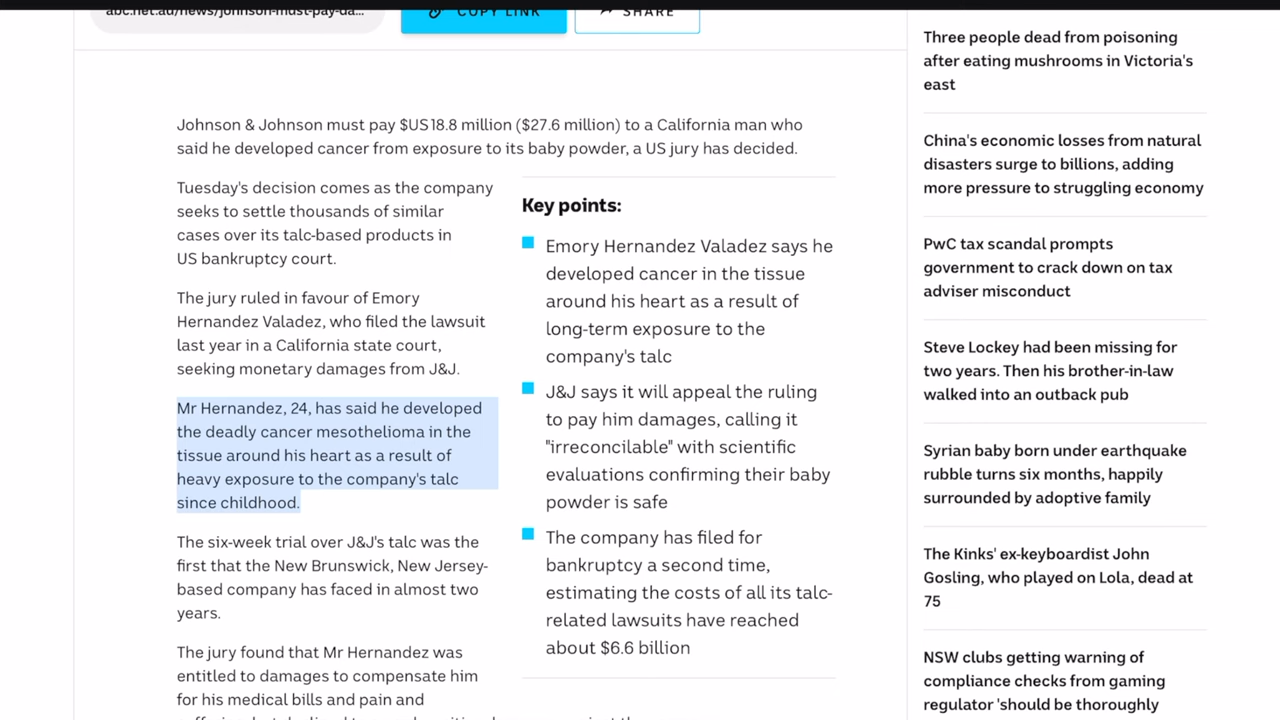 abc.net.au/news/johnson-must-pay-da...
COPY LINK
SHARE
Johnson & Johnson must pay $US18.8 million ($27.6 million) to a California man who
said he developed cancer from exposure to its baby powder, a US jury has decided.
Tuesday's decision comes as the company
seeks to settle thousands of similar
cases over its talc-based products in
US bankruptcy court.
The jury ruled in favour of Emory
Hernandez Valadez, who filed the lawsuit
last year in a California state court,
seeking monetary damages from J&J.
Mr Hernandez, 24, has said he developed
the deadly cancer mesothelioma in the
tissue around his heart as a result of
heavy exposure to the company's talc
since childhood.
The six-week trial over J&J's talc was the
first that the New Brunswick, New Jersey-
based company has faced in almost two
years.
The jury found that Mr Hernandez was
entitled to damages to compensate him
for his medical bills and pain and
Key points:
Emory Hernandez Valadez says he
developed cancer in the tissue
around his heart as a result of
long-term exposure to the
company's talc
J&J says it will appeal the ruling
to pay him damages, calling it
"irreconcilable" with scientific
evaluations confirming their baby
powder is safe
The company has filed for
bankruptcy a second time,
estimating the costs of all its talc-
related lawsuits have reached
about $6.6 billion
Three people dead from poisoning
after eating mushrooms in Victoria's
east
China's economic losses from natural
disasters surge to billions, adding
more pressure to struggling economy
PwC tax scandal prompts
government to crack down on tax
adviser misconduct
Steve Lockey had been missing for
two years. Then his brother-in-law
walked into an outback pub
Syrian baby born under earthquake
rubble turns six months, happily
surrounded by adoptive family
The Kinks' ex-keyboardist John
Gosling, who played on Lola, dead at
75
NSW clubs getting warning of
compliance checks from gaming
regulator 'should be thoroughly